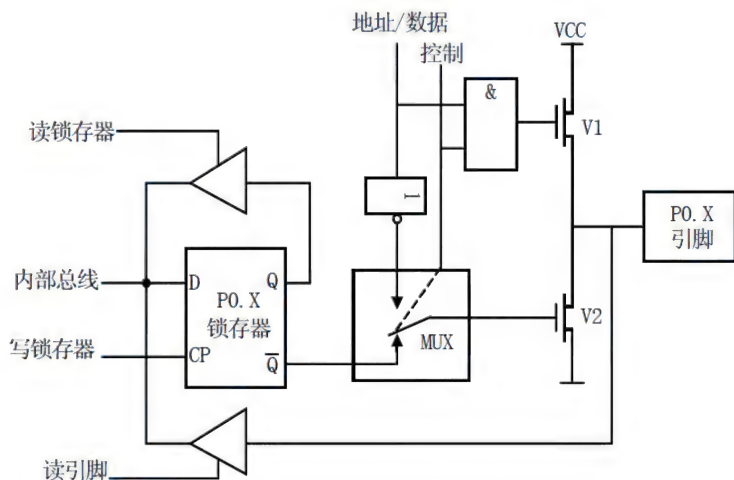 地址/数据
控制
VCC
&
V1
读锁存器
1
P0.X
引脚
内部总线
D
Q
P0.X
锁存器
写锁存器
CP
Q̅
MUX
V2
读引脚